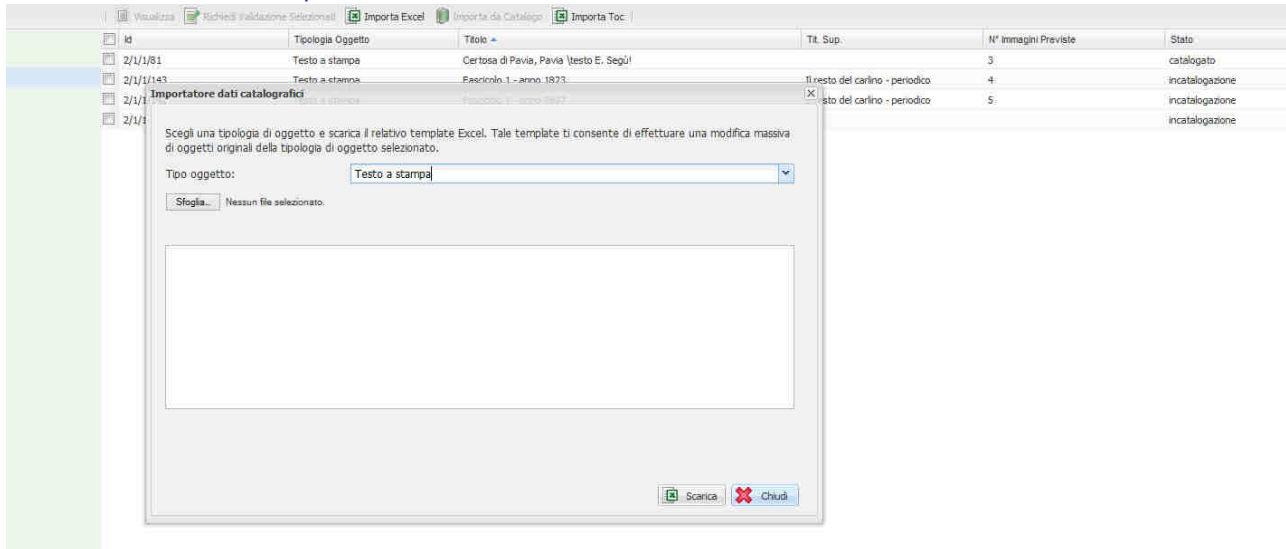 Visualizza Richiedi Validazione Selezionati Importa Excel Importa da Catalogo Importa Toc
Id Tipologia Oggetto Titolo Tit. Sup. N° Immagini Previste Stato
2/1/1/81 Testo a stampa Certosa di Pavia, Pavia \testo E. Segù! 3 catalogato
2/1/1/143 Testo a stampa Fascicolo 1 - anno 1823 Il resto del carlino - periodico 4 incatalogazione
2/1/1 sto del carlino - periodico 5 incatalogazione
2/1/1 incatalogazione
Importatore dati catalografici
Scegli una tipologia di oggetto e scarica il relativo template Excel. Tale template ti consente di effettuare una modifica massiva
di oggetti originali della tipologia di oggetto selezionato.
Tipo oggetto: Testo a stampa
Sfoglia... Nessun file selezionato.
Scarica Chiudi